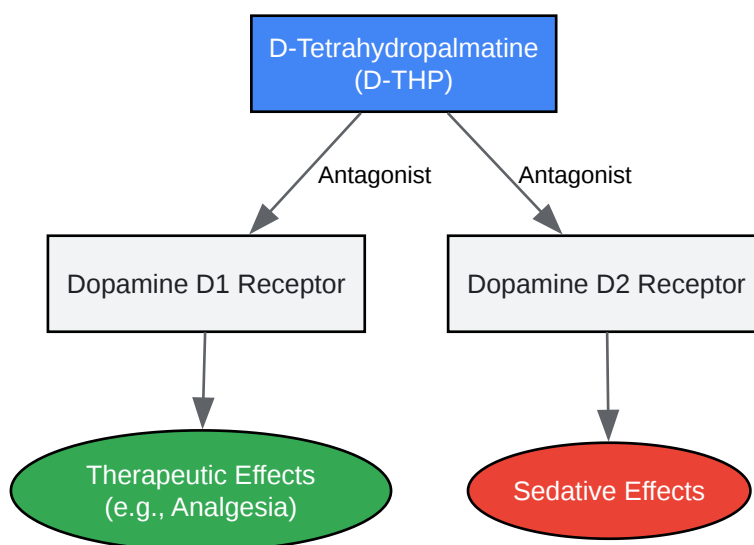 D-Tetrahydropalmatine
(D-THP)
Antagonist
Antagonist
Dopamine D1 Receptor
Dopamine D2 Receptor
Therapeutic Effects
(e.g., Analgesia)
Sedative Effects